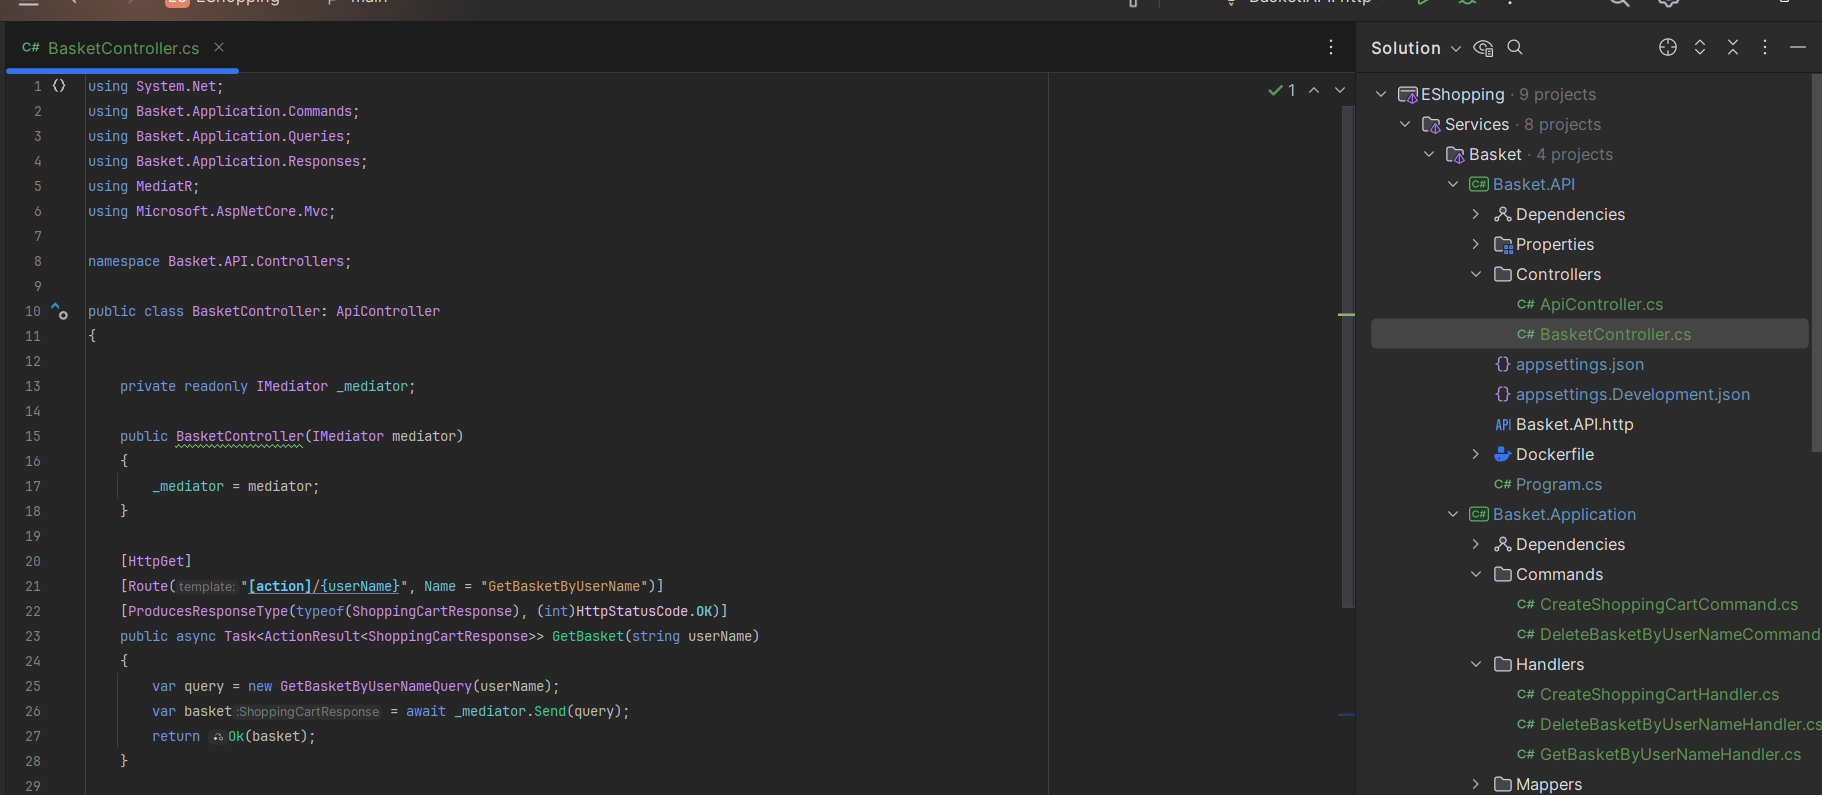 EShopping
main
Basket.API: http
C# BasketController.cs
Solution
1 using System.Net;
2 using Basket.Application.Commands;
3 using Basket.Application.Queries;
4 using Basket.Application.Responses;
5 using MediatR;
6 using Microsoft.AspNetCore.Mvc;
7
8 namespace Basket.API.Controllers;
9
10 public class BasketController: ApiController
11 {
12
13 private readonly IMediator _mediator;
14
15 public BasketController(IMediator mediator)
16 {
17 _mediator = mediator;
18 }
19
20 [HttpGet]
21 [Route(template:"[action]/{userName}", Name = "GetBasketByUserName")]
22 [ProducesResponseType(typeof(ShoppingCartResponse), (int)HttpStatusCode.OK)]
23 public async Task<ActionResult<ShoppingCartResponse>> GetBasket(string userName)
24 {
25 var query = new GetBasketByUserNameQuery(userName);
26 var basket:ShoppingCartResponse = await _mediator.Send(query);
27 return Ok(basket);
28 }
29
1
EShopping · 9 projects
Services · 8 projects
Basket · 4 projects
C# Basket.API
Dependencies
Properties
Controllers
C# ApiController.cs
C# BasketController.cs
{} appsettings.json
{} appsettings.Development.json
API Basket.API.http
Dockerfile
C# Program.cs
C# Basket.Application
Dependencies
Commands
C# CreateShoppingCartCommand.cs
C# DeleteBasketByUserNameCommand
Handlers
C# CreateShoppingCartHandler.cs
C# DeleteBasketByUserNameHandler.cs
C# GetBasketByUserNameHandler.cs
Mappers